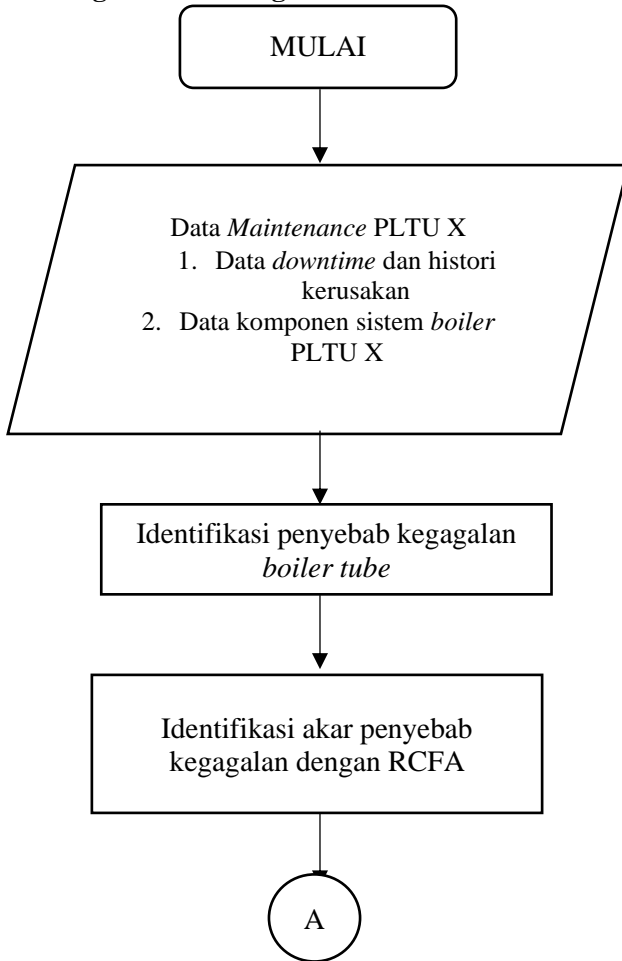 MULAI
Data Maintenance PLTU X
1. Data downtime dan histori
kerusakan
2. Data komponen sistem boiler
PLTU X
Identifikasi penyebab kegagalan
boiler tube
Identifikasi akar penyebab
kegagalan dengan RCFA
A